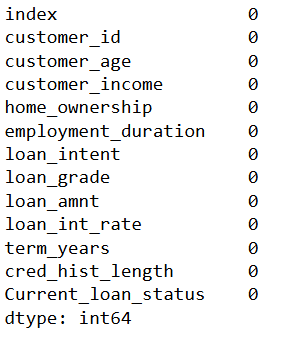 index 0
customer_id 0
customer_age 0
customer_income 0
home_ownership 0
employment_duration 0
loan_intent 0
loan_grade 0
loan_amnt 0
loan_int_rate 0
term_years 0
cred_hist_length 0
Current_loan_status 0
dtype: int64